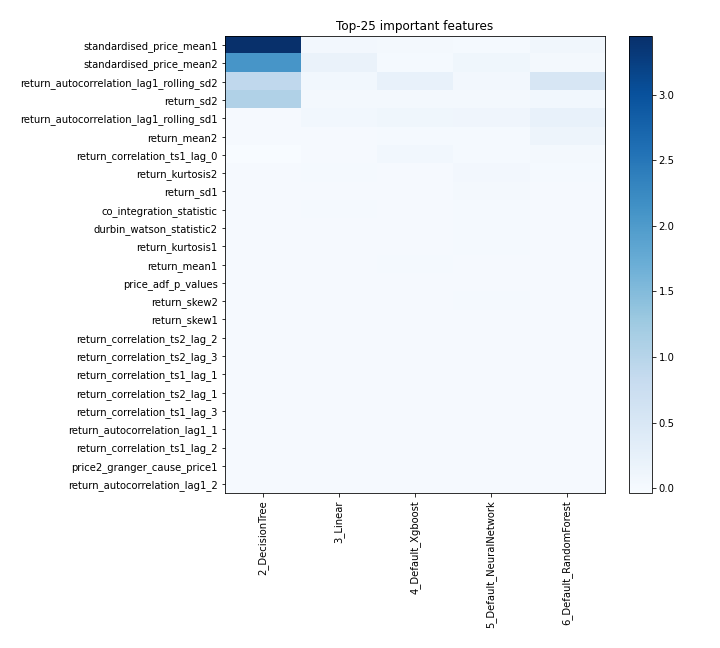 Top-25 important features
standardised_price_mean1
standardised_price_mean2
return_autocorrelation_lag1_rolling_sd2
return_sd2
return_autocorrelation_lag1_rolling_sd1
return_mean2
return_correlation_ts1_lag_0
return_kurtosis2
return_sd1
co_integration_statistic
durbin_watson_statistic2
return_kurtosis1
return_mean1
price_adf_p_values
return_skew2
return_skew1
return_correlation_ts2_lag_2
return_correlation_ts2_lag_3
return_correlation_ts1_lag_1
return_correlation_ts2_lag_1
return_correlation_ts1_lag_3
return_autocorrelation_lag1_1
return_correlation_ts1_lag_2
price2_granger_cause_price1
return_autocorrelation_lag1_2
2_DecisionTree
3_Linear
4_Default_Xgboost
5_Default_NeuralNetwork
6_Default_RandomForest
3.0
2.5
2.0
1.5
1.0
0.5
0.0